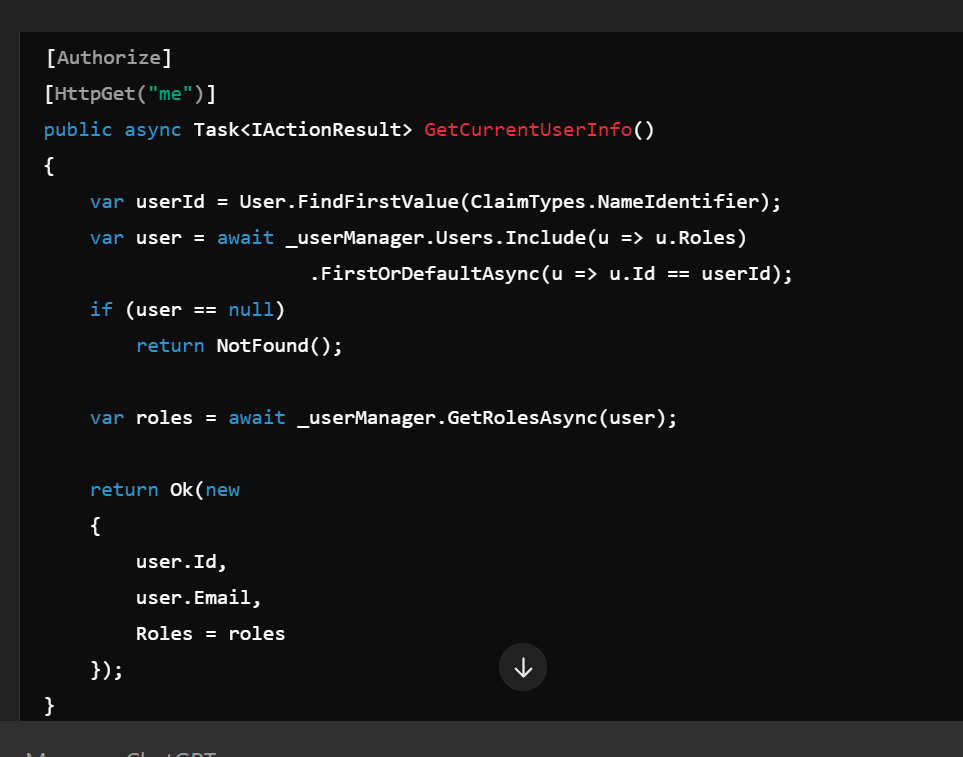 [Authorize]
[HttpGet("me")]
public async Task<IActionResult> GetCurrentUserInfo()
{
    var userId = User.FindFirstValue(ClaimTypes.NameIdentifier);
    var user = await _userManager.Users.Include(u => u.Roles)
                       .FirstOrDefaultAsync(u => u.Id == userId);
    if (user == null)
        return NotFound();

    var roles = await _userManager.GetRolesAsync(user);

    return Ok(new
    {
        user.Id,
        user.Email,
        Roles = roles
    });
}